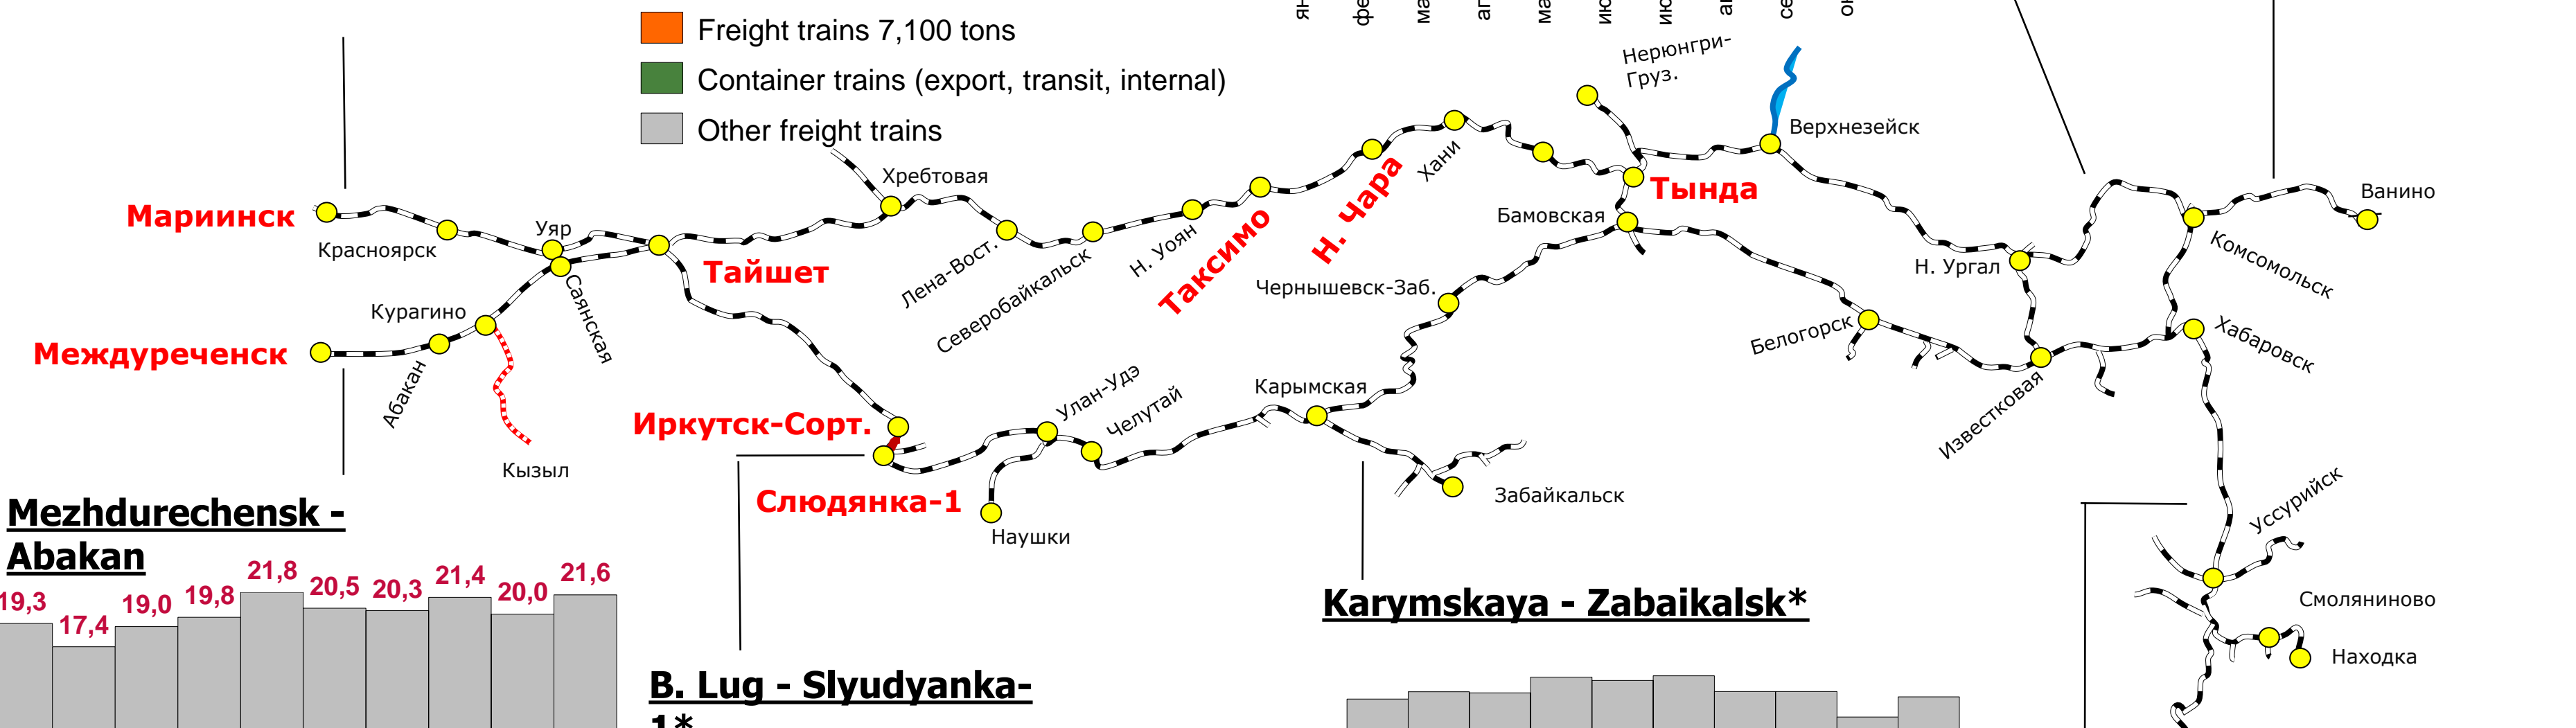 Freight trains 7,100 tons
Container trains (export, transit, internal)
Other freight trains
Нерюнгри-
Груз.
Верхнезейск
Хребтовая
Хани
Тында
Ванино
Мариинск
Красноярск
Уяр
Тайшет
Лена-Вост.
Северобайкальск
Н. Уоян
Таксимо
Н. Чара
Бамовская
Чернышевск-Заб.
Н. Ургал
Комсомольск
Саянская
Курагино
Междуреченск
Абакан
Кызыл
Белогорск
Известковая
Хабаровск
Иркутск-Сорт.
Улан-Удэ
Челутай
Карымская
Слюдянка-1
Наушки
Забайкальск
Уссурийск
Смоляниново
Находка
Mezhdurechensk -
Abakan
19,3 17,4 19,0 19,8 21,8 20,5 20,3 21,4 20,0 21,6
Karymskaya - Zabaikalsk*
B. Lug - Slyudyanka-
1*